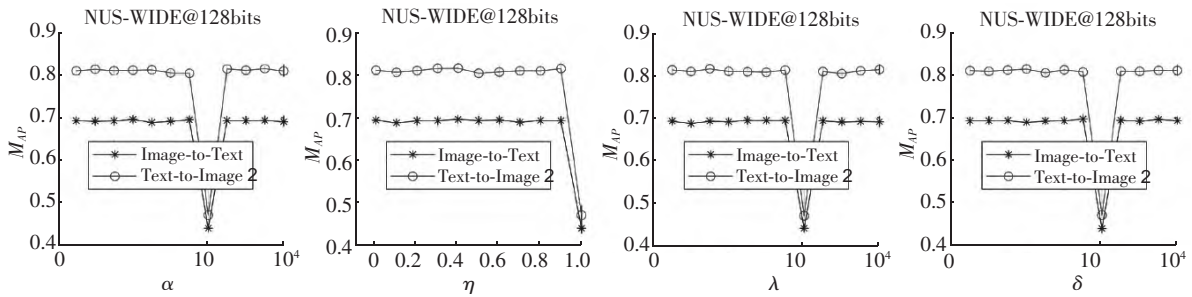 NUS-WIDE@128bits
0.9
0.8
0.7
0.6
0.5
0.4
M_AP
Image-to-Text
Text-to-Image 2
0 10 10^4
α
NUS-WIDE@128bits
0.9
0.8
0.7
0.6
0.5
0.4
M_AP
Image-to-Text
Text-to-Image 2
0 0.2 0.4 0.6 0.8 1.0
η
NUS-WIDE@128bits
0.9
0.8
0.7
0.6
0.5
0.4
M_AP
Image-to-Text
Text-to-Image 2
0 10 10^4
λ
NUS-WIDE@128bits
0.9
0.8
0.7
0.6
0.5
0.4
M_AP
Image-to-Text
Text-to-Image 2
0 10 10^4
δ